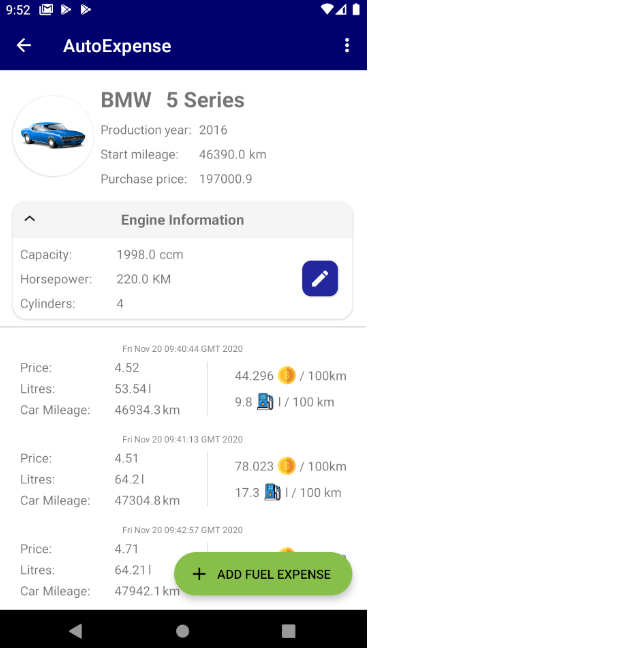 9:52
AutoExpense
BMW 5 Series
Production year: 2016
Start mileage: 46390.0 km
Purchase price: 197000.9
Engine Information
Capacity: 1998.0 ccm
Horsepower: 220.0 KM
Cylinders: 4
Fri Nov 20 09:40:44 GMT 2020
Price: 4.52
44.296 / 100km
Litres: 53.54 l
9.8 l / 100 km
Car Mileage: 46934.3 km
Fri Nov 20 09:41:13 GMT 2020
Price: 4.51
78.023 / 100km
Litres: 64.2 l
17.3 l / 100 km
Car Mileage: 47304.8 km
Fri Nov 20 09:42:57 GMT 2020
Price: 4.71
Litres: 64.21 l
ADD FUEL EXPENSE
Car Mileage: 47942.1 km